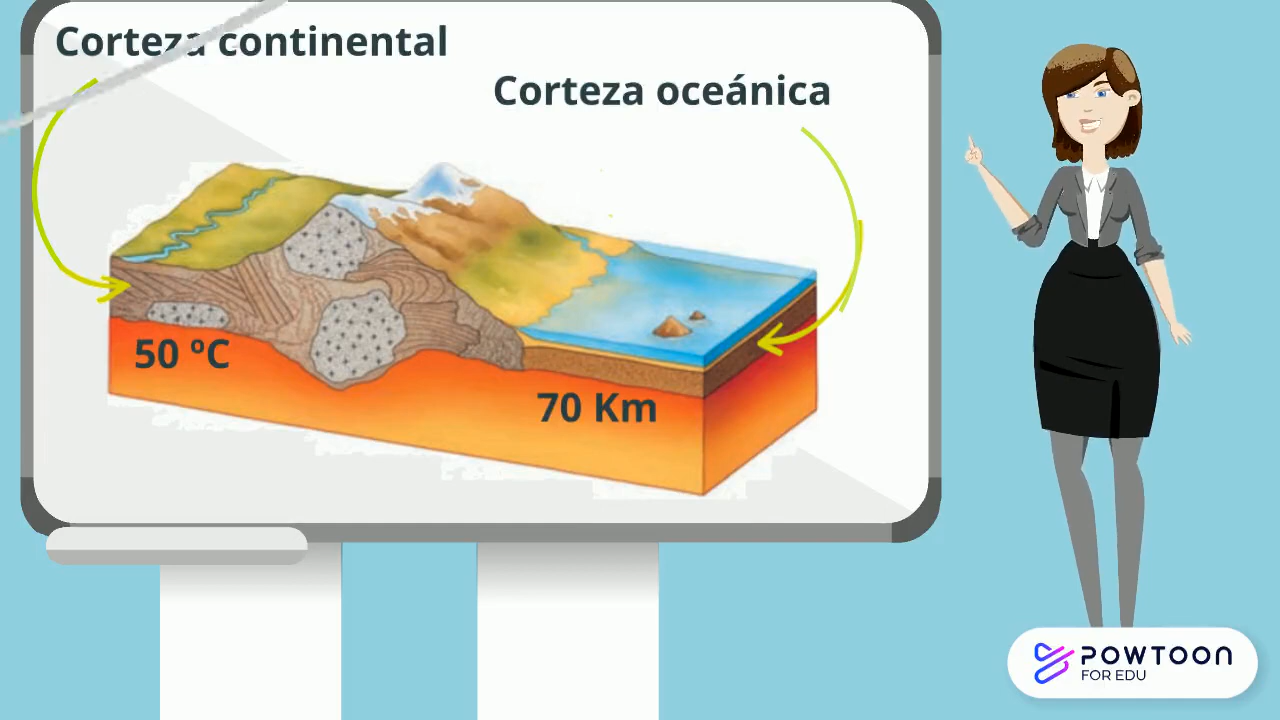 Corteza continental
Corteza oceánica
50 ºC
70 Km
POWTOON
FOR EDU